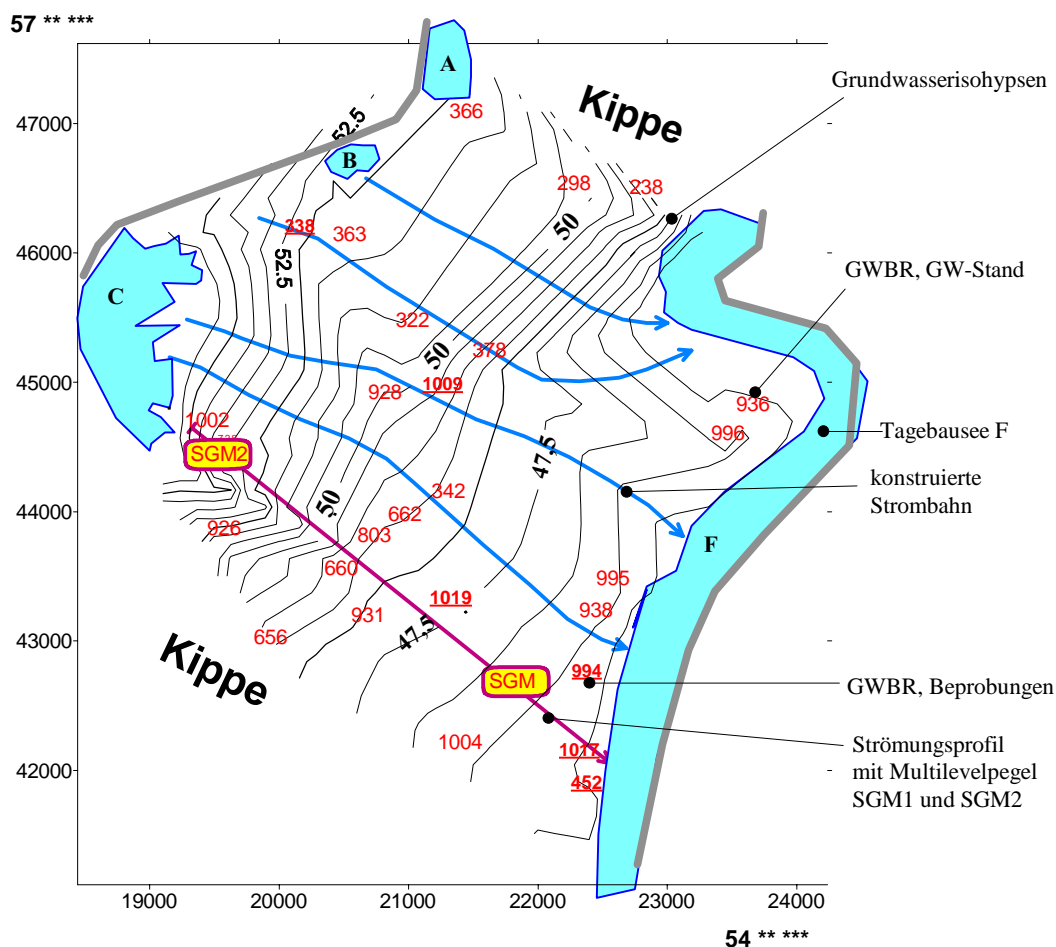 57 ** ***
A
Kippe
Grundwasserisohypsen
47000
52.5
366
B
298
238
338
363
50
46000
52.5
GWBR, GW-Stand
C
322
378
50
45000
928
1009
936
1002
996
Tagebausee F
SGM2
47,5
konstruierte
Strombahn
50
342
662
44000
926
803
F
660
995
1019
938
931
656
43000
47,5
Kippe
994
SGM
GWBR, Beprobungen
1004
1017
Strömungsprofil
mit Multilevelpegel
SGM1 und SGM2
452
42000
19000
20000
21000
22000
23000
24000
54 ** ***